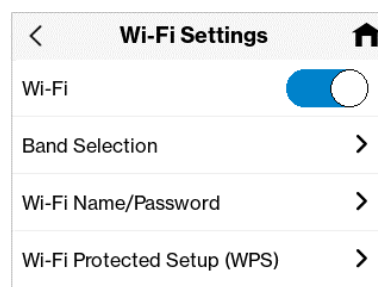 Wi-Fi Settings
Wi-Fi
Band Selection
Wi-Fi Name/Password
Wi-Fi Protected Setup (WPS)